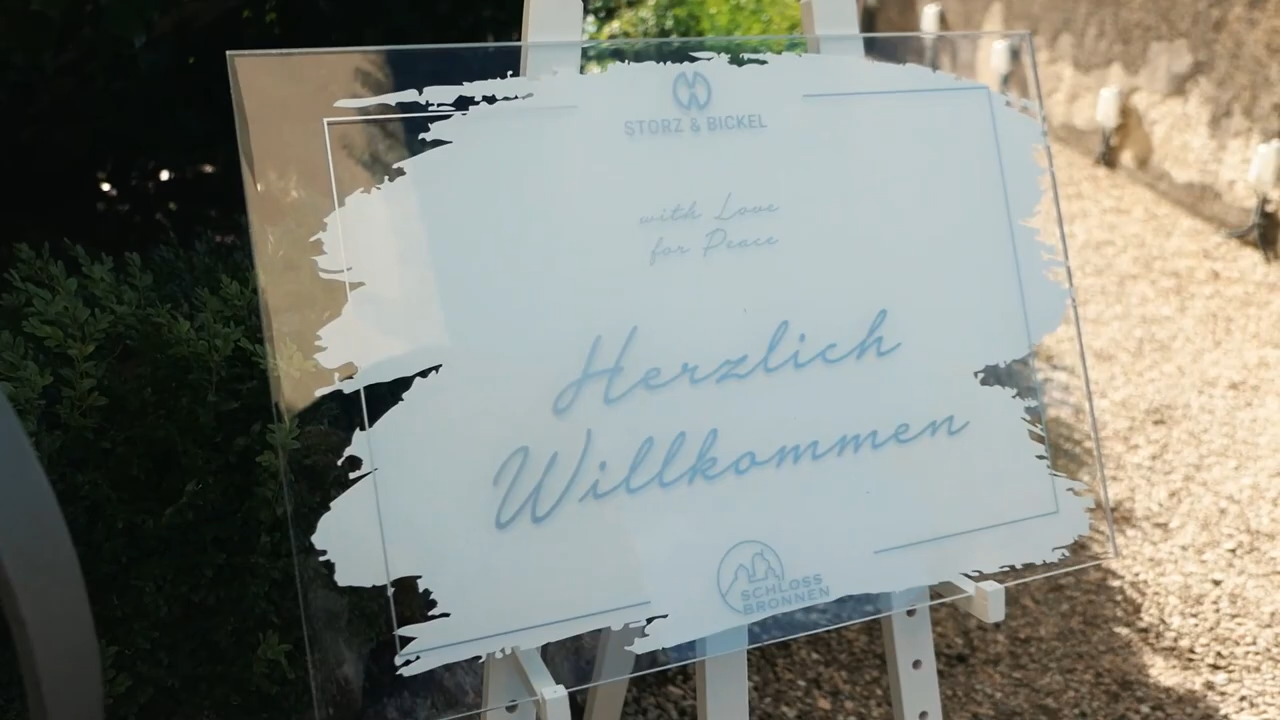 STORZ & BICKEL
with Love
for Peace
Herzlich
Willkommen
SCHLOSS
BRONNEN